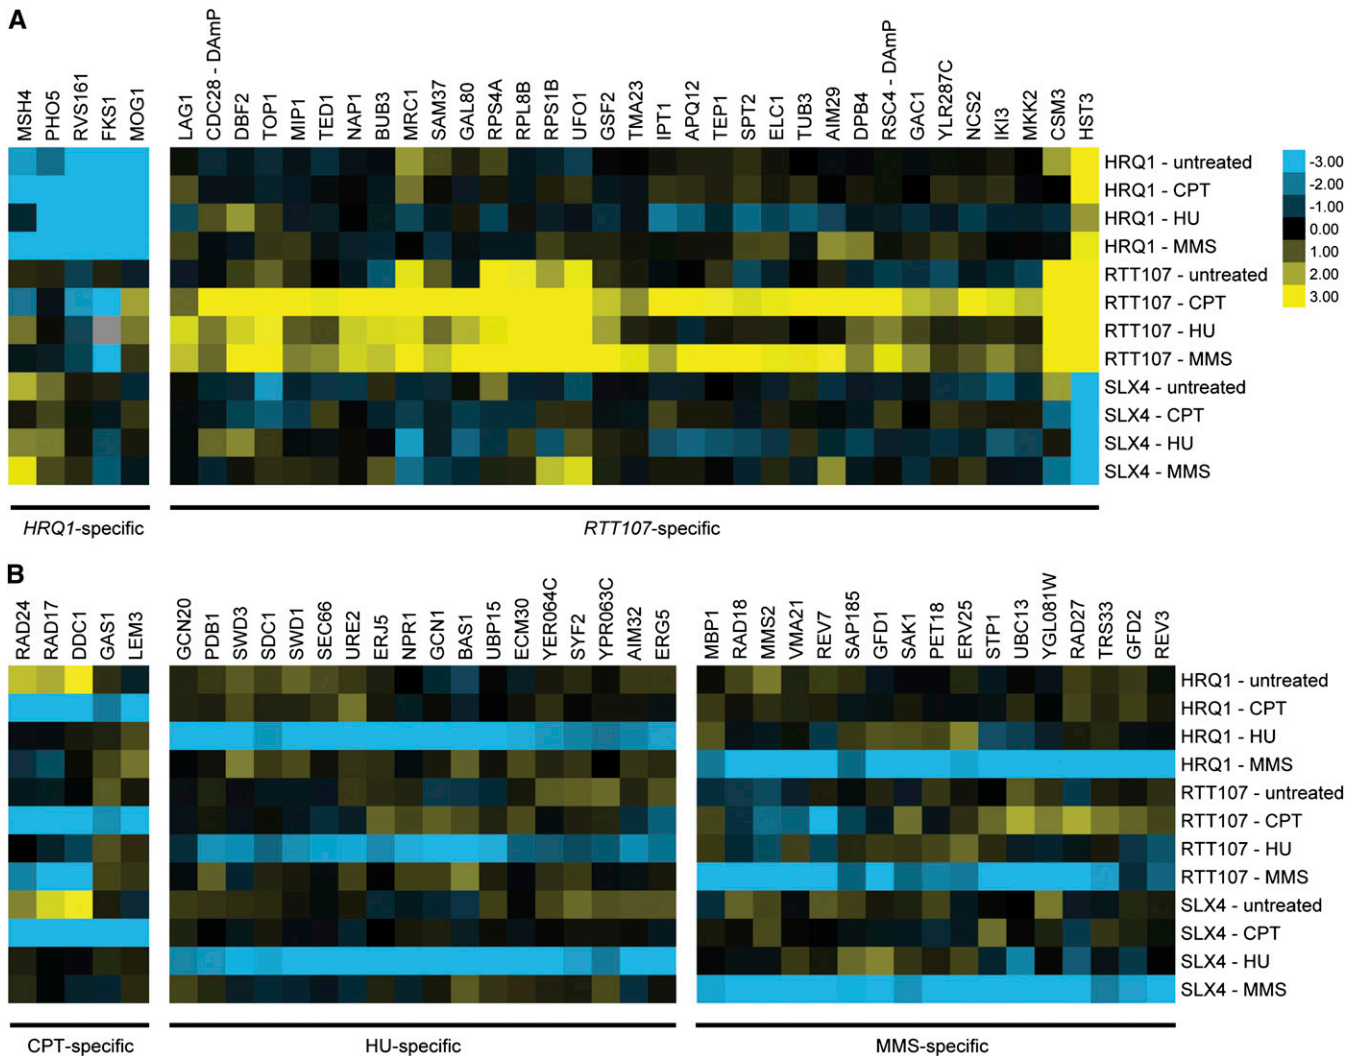 A
MSH4
PHO5
RVS161
FKS1
MOG1
LAG1
CDC28 - DAmP
DBF2
TOP1
MIP1
TED1
NAP1
BUB3
MRC1
SAM37
GAL80
RPS4A
RPL8B
RPS1B
UFO1
GSF2
TMA23
IPT1
APQ12
TEP1
SPT2
ELC1
TUB3
AIM29
DPB4
RSC4 - DAmP
GAC1
YLR287C
NCS2
IKI3
MKK2
CSM3
HST3
HRQ1 - untreated
HRQ1 - CPT
HRQ1 - HU
HRQ1 - MMS
RTT107 - untreated
RTT107 - CPT
RTT107 - HU
RTT107 - MMS
SLX4 - untreated
SLX4 - CPT
SLX4 - HU
SLX4 - MMS
-3.00
-2.00
-1.00
0.00
1.00
2.00
3.00
HRQ1-specific
RTT107-specific
B
RAD24
RAD17
DDC1
GAS1
LEM3
GCN20
PDB1
SWD3
SDC1
SWD1
SEC66
URE2
ERJ5
NPR1
GCN1
BAS1
UBP15
ECM30
YER064C
SYF2
YPR063C
AIM32
ERG5
MBP1
RAD18
MMS2
VMA21
REV7
SAP185
GFD1
SAK1
PET18
ERV25
STP1
UBC13
YGL081W
RAD27
TRS33
GFD2
REV3
HRQ1 - untreated
HRQ1 - CPT
HRQ1 - HU
HRQ1 - MMS
RTT107 - untreated
RTT107 - CPT
RTT107 - HU
RTT107 - MMS
SLX4 - untreated
SLX4 - CPT
SLX4 - HU
SLX4 - MMS
CPT-specific
HU-specific
MMS-specific